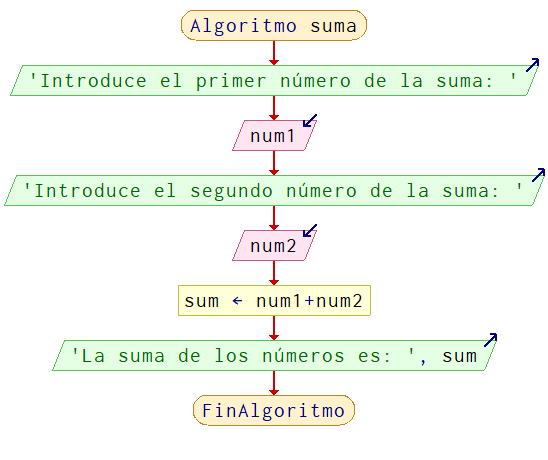 Algoritmo suma
'Introduce el primer número de la suma: '
num1
'Introduce el segundo número de la suma: '
num2
sum ← num1+num2
'La suma de los números es: ', sum
FinAlgoritmo